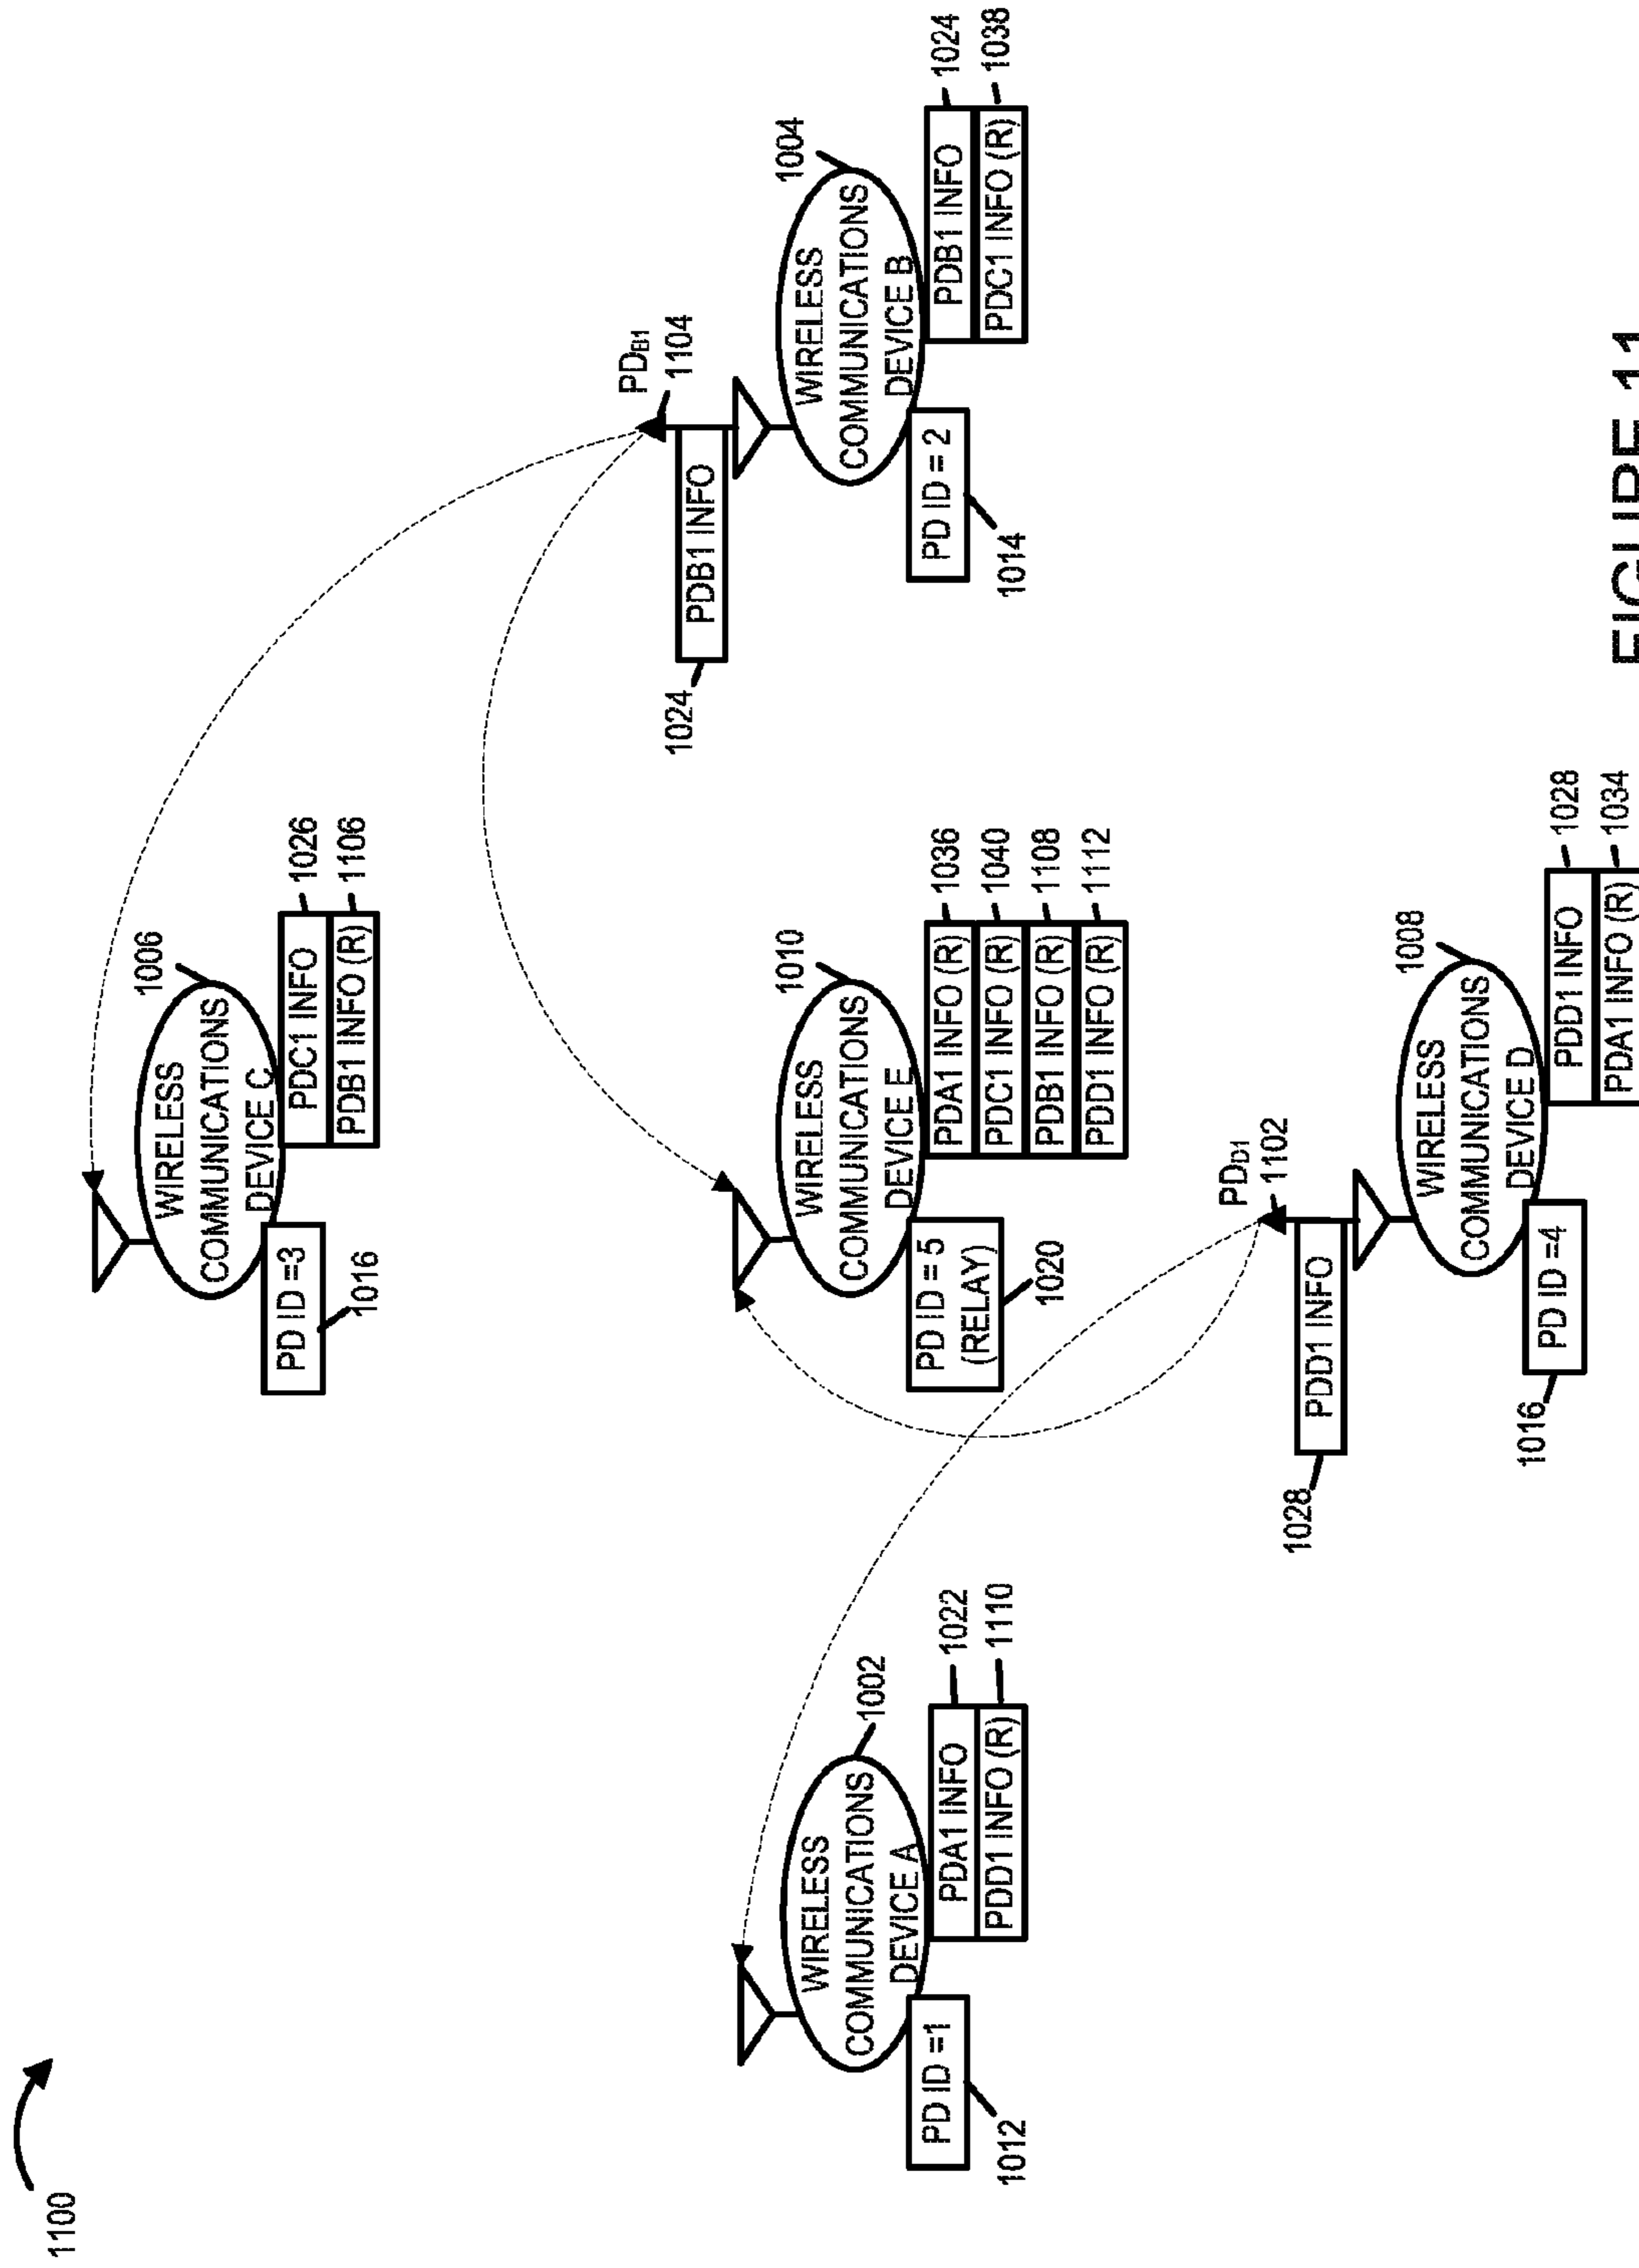 1100
1006
WIRELESS
COMMUNICATIONS
DEVICE C
PD ID =3
1016
PDC1 INFO
1026
PDB1 INFO (R)
1106
1002
WIRELESS
COMMUNICATIONS
DEVICE A
PD ID =1
1012
PDA1 INFO
1022
PDD1 INFO (R)
1110
1010
WIRELESS
COMMUNICATIONS
DEVICE E
PD ID = 5
(RELAY)
1020
PDA1 INFO (R)
1036
PDC1 INFO (R)
1040
PDB1 INFO (R)
1108
PDD1 INFO (R)
1112
PDB1
1104
PDB1 INFO
1024
1004
WIRELESS
COMMUNICATIONS
DEVICE B
PD ID = 2
1014
PDB1 INFO
1024
PDC1 INFO (R)
1038
PDD1
1102
PDD1 INFO
1028
1008
WIRELESS
COMMUNICATIONS
DEVICE D
PD ID =4
1016
PDD1 INFO
1028
PDA1 INFO (R)
1034
FIGURE 11